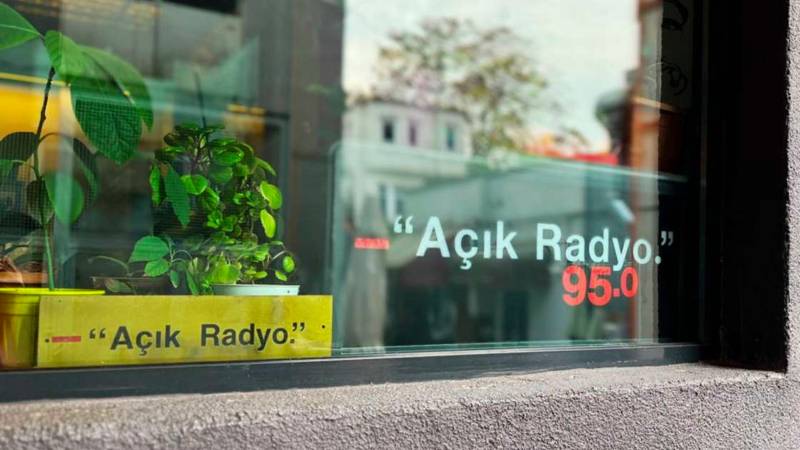 — “Açık Radyo.”
— “Açık Radyo.”
95.0